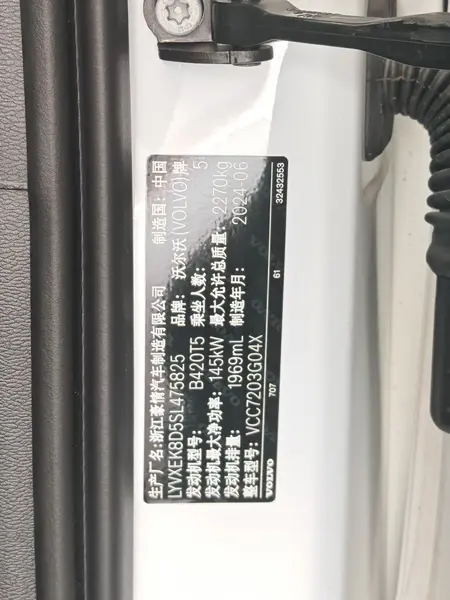 生产厂名:浙江豪情汽车制造有限公司 制造国: 中国
LYVXEK8D5SL475825 品牌: 沃尔沃(VOLVO)牌
发动机型号: B420T5 乘坐人数: 5
发动机最大净功率: 145kW 最大允许总质量: 2270kg
发动机排量: 1969mL 制造年月: 2024-06
整车型号: VCC7203G04X
VOLVO 707 61 32432553